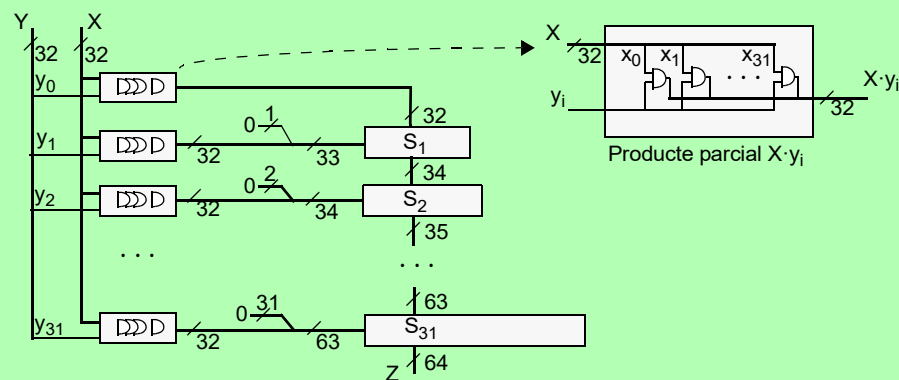 Y X
32 32
y0
32
y1
32
0 1
33
S1
34
y2
32
0 2
34
S2
35
. . .
. . .
63
y31
32
0 31
63
S31
64
Z
X
32
x0 x1 x31
. . .
yi
X·yi
32
Producte parcial X·yi